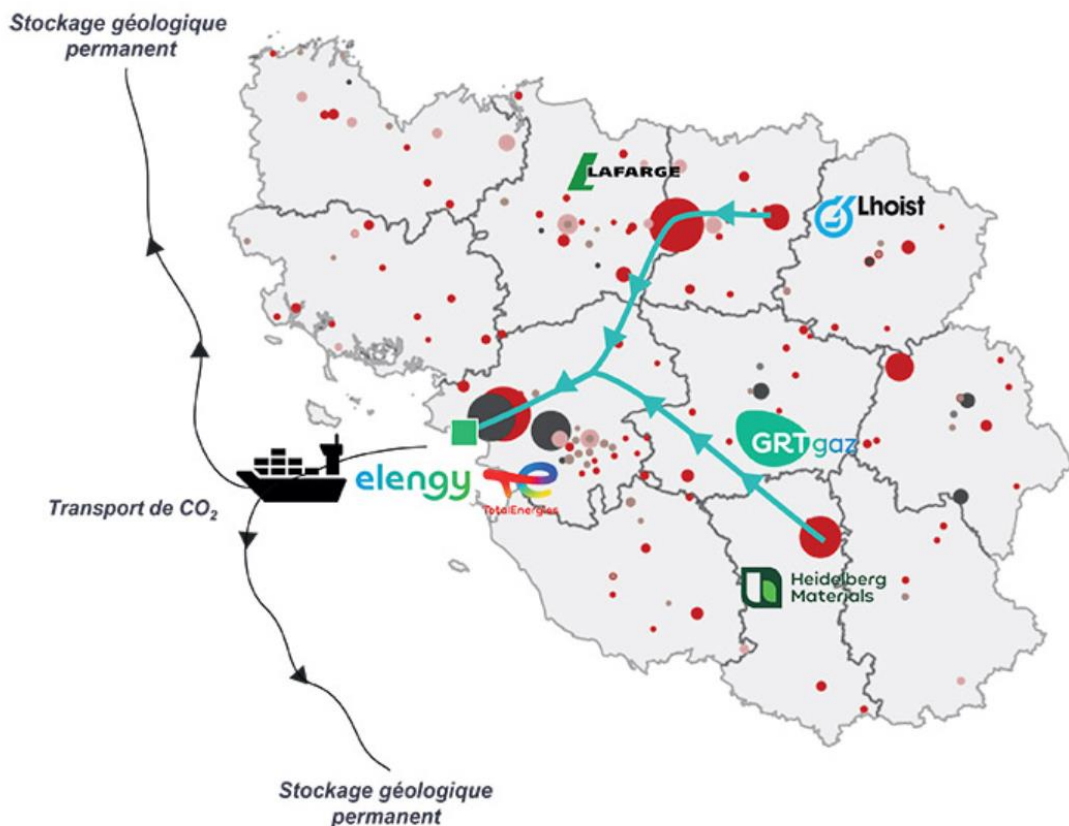 Stockage géologique
permanent
LAFARGE
Lhoist
GRTgaz
elengy
TotalEnergies
Transport de CO₂
Heidelberg
Materials
Stockage géologique
permanent